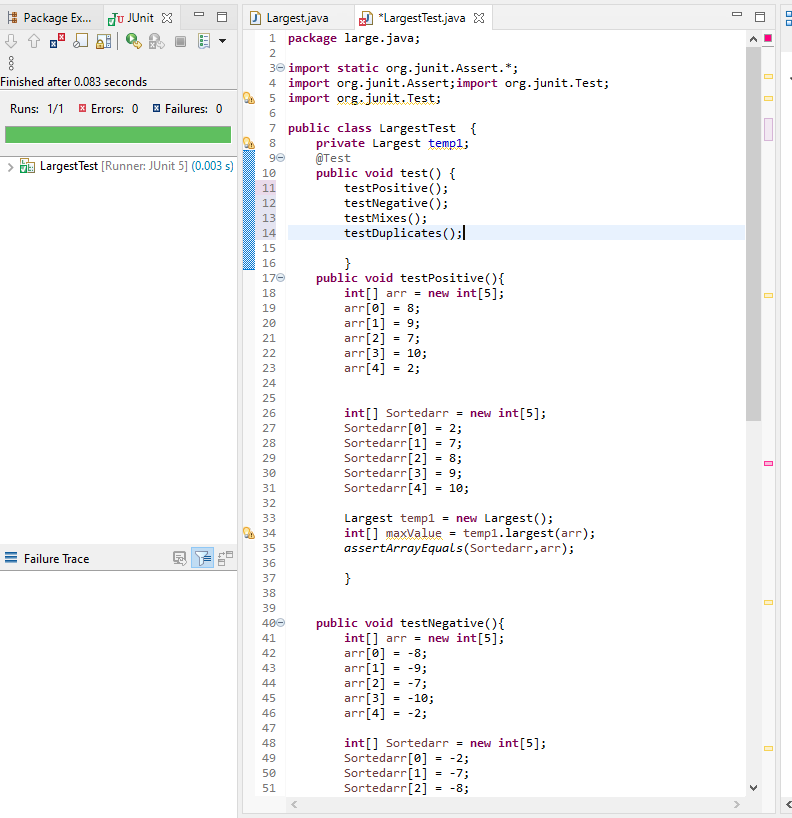 Package Ex...
JUnit
Finished after 0.083 seconds
Runs: 1/1
Errors: 0
Failures: 0
LargestTest [Runner: JUnit 5] (0.003 s)
Failure Trace
Largest.java
*LargestTest.java
1 package large.java;
2
3 import static org.junit.Assert.*;
4 import org.junit.Assert;import org.junit.Test;
5 import org.junit.Test;
6
7 public class LargestTest {
8 private Largest temp1;
9 @Test
10 public void test() {
11 testPositive();
12 testNegative();
13 testMixes();
14 testDuplicates();
15
16 }
17 public void testPositive(){
18 int[] arr = new int[5];
19 arr[0] = 8;
20 arr[1] = 9;
21 arr[2] = 7;
22 arr[3] = 10;
23 arr[4] = 2;
24
25
26 int[] Sortedarr = new int[5];
27 Sortedarr[0] = 2;
28 Sortedarr[1] = 7;
29 Sortedarr[2] = 8;
30 Sortedarr[3] = 9;
31 Sortedarr[4] = 10;
32
33 Largest temp1 = new Largest();
34 int[] maxValue = temp1.largest(arr);
35 assertArrayEquals(Sortedarr,arr);
36
37 }
38
39
40 public void testNegative(){
41 int[] arr = new int[5];
42 arr[0] = -8;
43 arr[1] = -9;
44 arr[2] = -7;
45 arr[3] = -10;
46 arr[4] = -2;
47
48 int[] Sortedarr = new int[5];
49 Sortedarr[0] = -2;
50 Sortedarr[1] = -7;
51 Sortedarr[2] = -8;